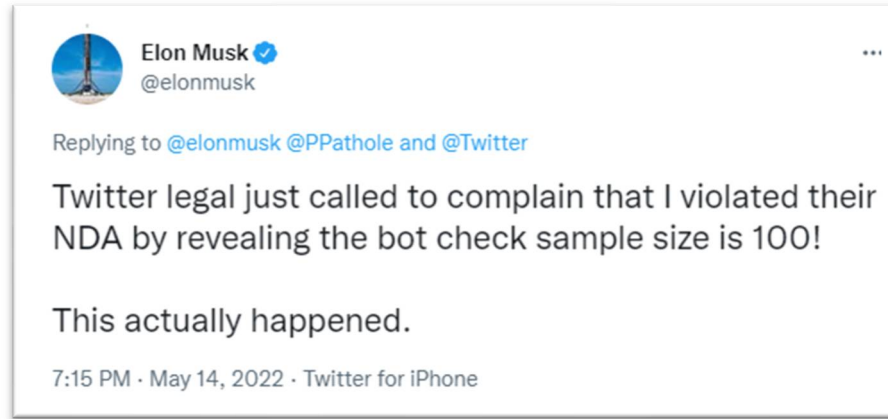 Elon Musk
@elonmusk
Replying to @elonmusk @PPathole and @Twitter
Twitter legal just called to complain that I violated their
NDA by revealing the bot check sample size is 100!
This actually happened.
7:15 PM · May 14, 2022 · Twitter for iPhone